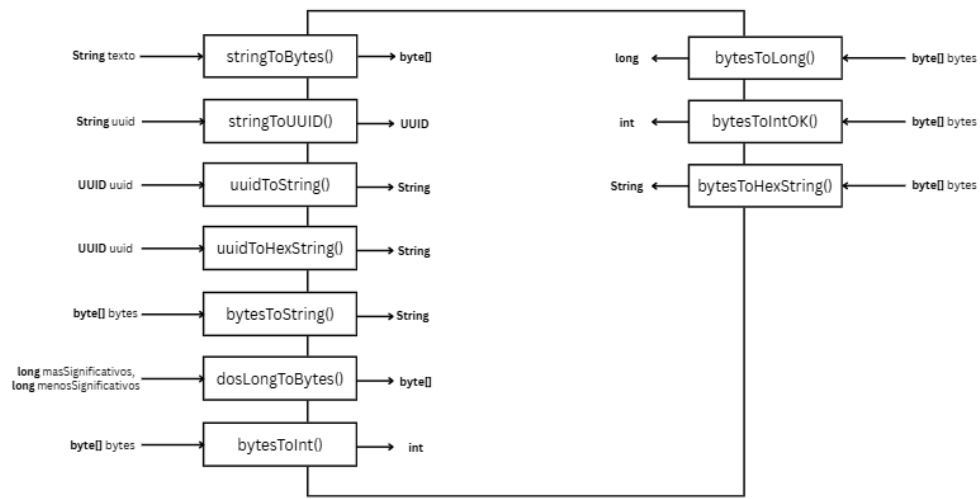 String texto stringToBytes() byte[]
String uuid stringToUUID() UUID
UUID uuid uuidToString() String
UUID uuid uuidToHexString() String
byte[] bytes bytesToString() String
long masSignificativos,
long menosSignificativos dosLongToBytes() byte[]
byte[] bytes bytesToInt() int
long bytesToLong() byte[] bytes
int bytesToIntOK() byte[] bytes
String bytesToHexString() byte[] bytes